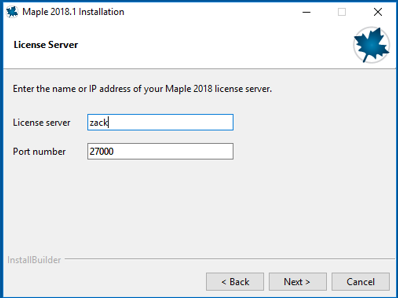 Maple 2018.1 Installation
License Server
Enter the name or IP address of your Maple 2018 license server.
License server zack
Port number 27000
InstallBuilder
< Back Next > Cancel